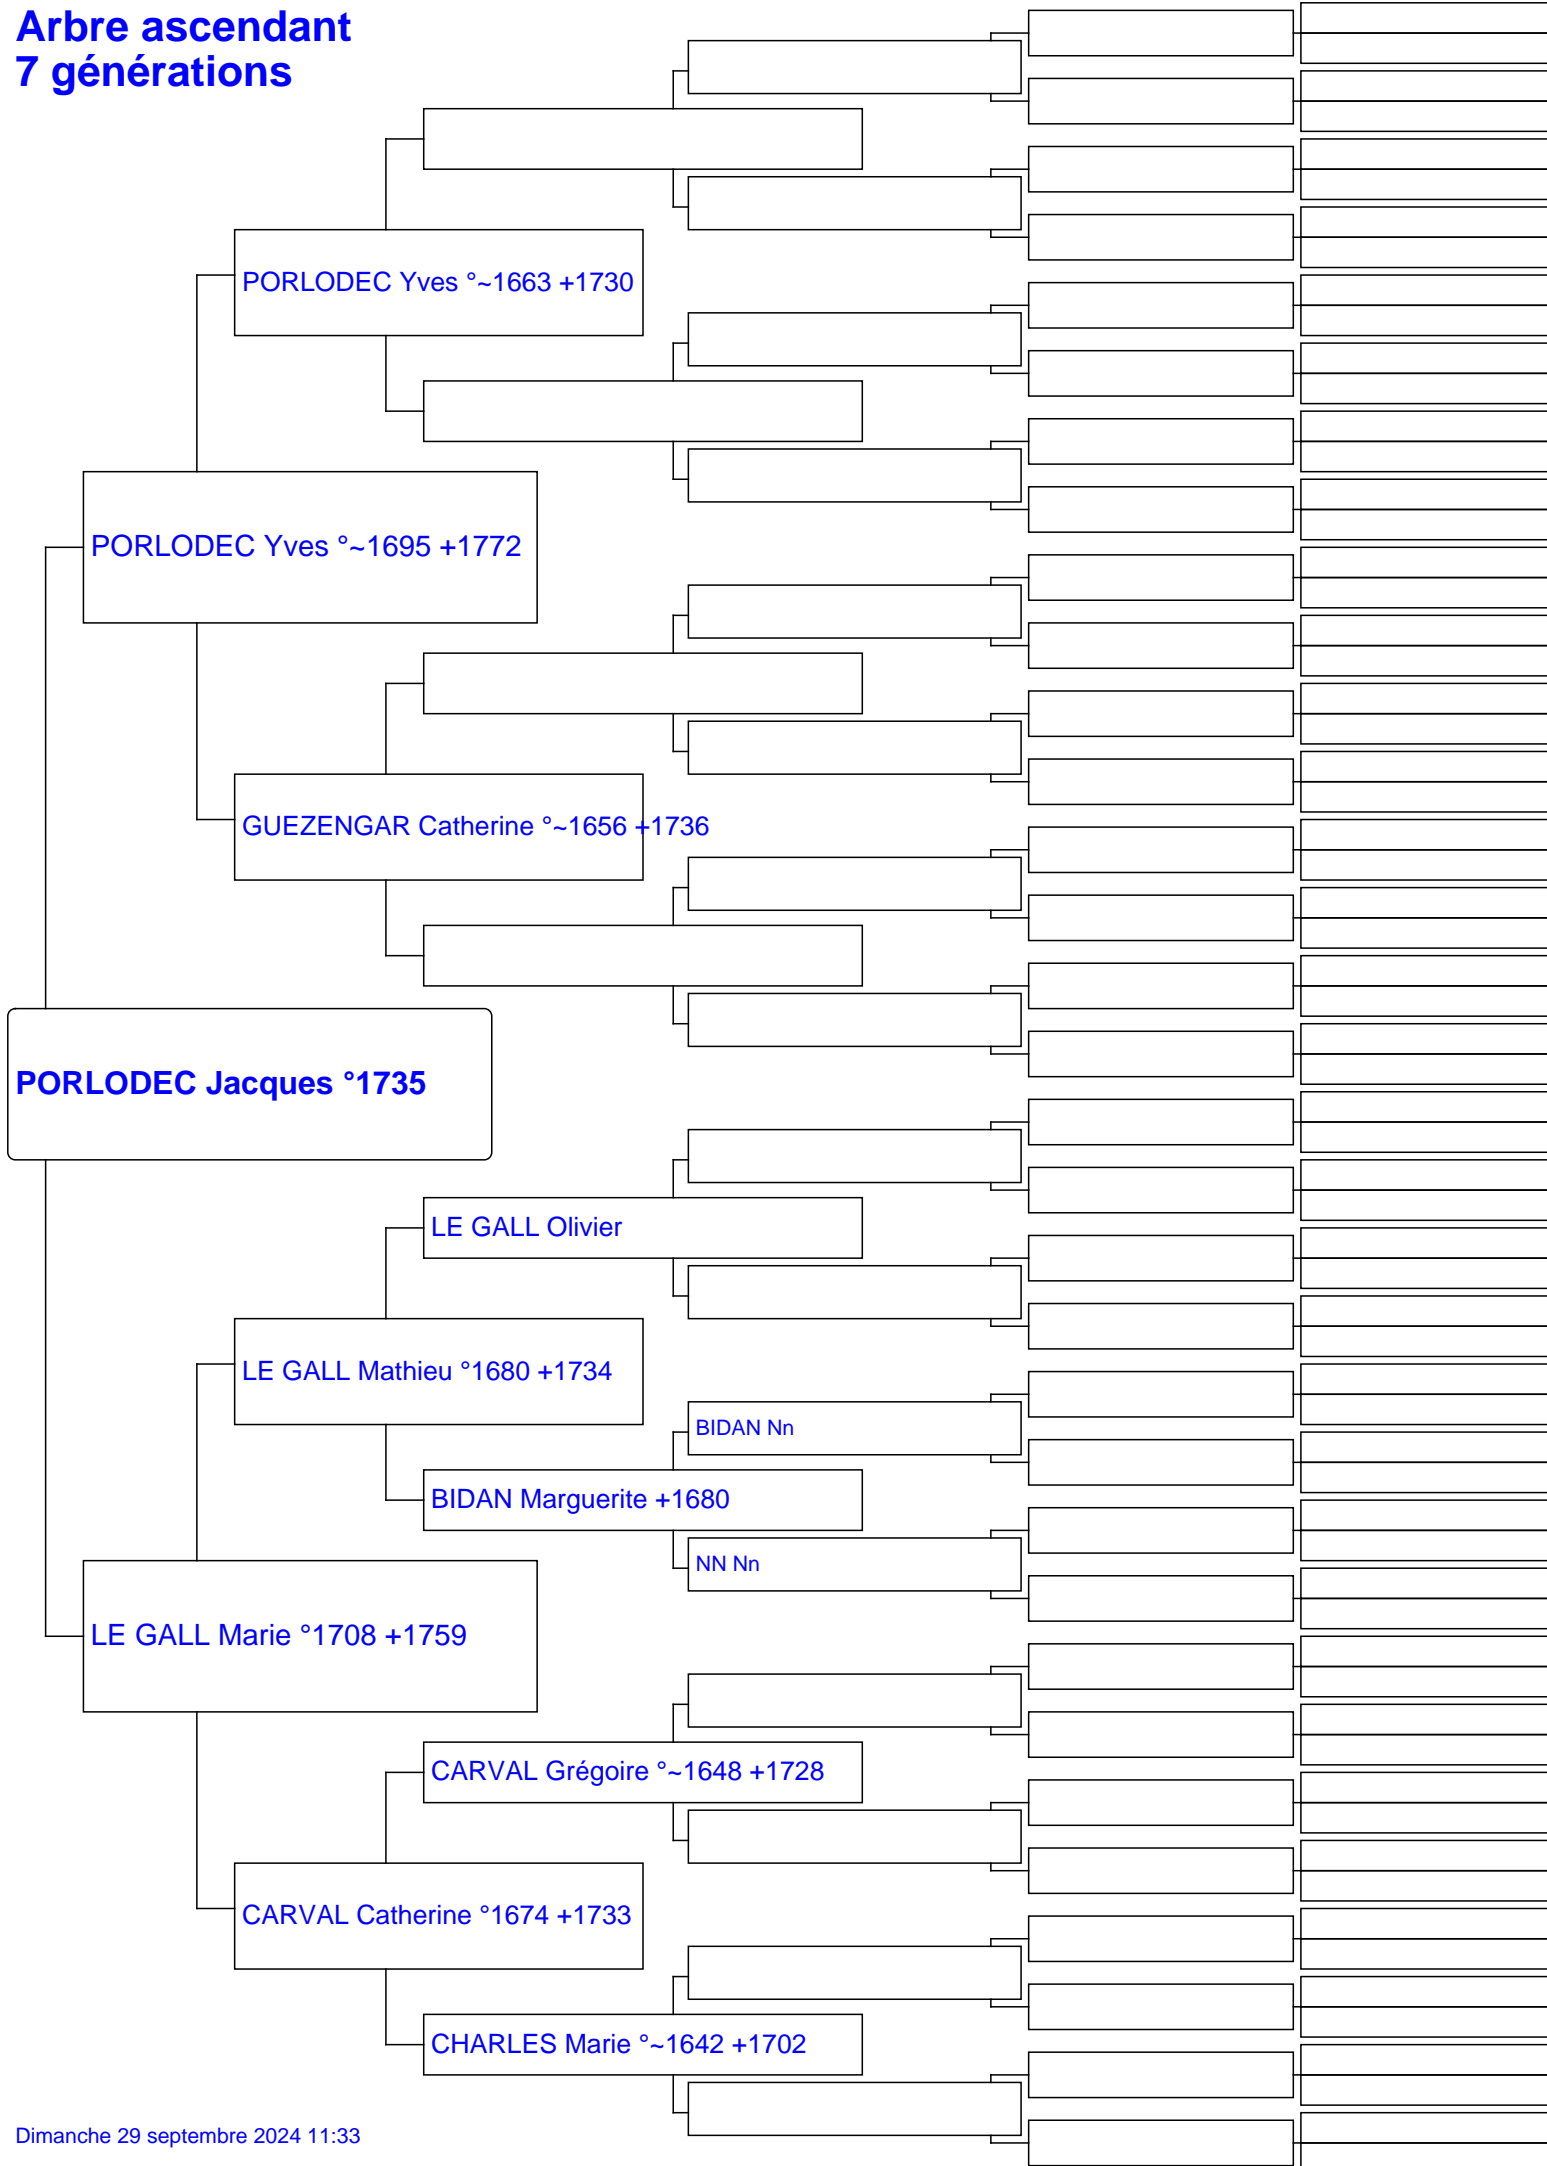 Arbre ascendant
7 générations
PORLODEC Yves °~1663 +1730
PORLODEC Yves °~1695 +1772
GUEZENGAR Catherine °~1656 +1736
PORLODEC Jacques °1735
LE GALL Olivier
LE GALL Mathieu °1680 +1734
BIDAN Nn
BIDAN Marguerite +1680
NN Nn
LE GALL Marie °1708 +1759
CARVAL Grégoire °~1648 +1728
CARVAL Catherine °1674 +1733
CHARLES Marie °~1642 +1702
Dimanche 29 septembre 2024 11:33